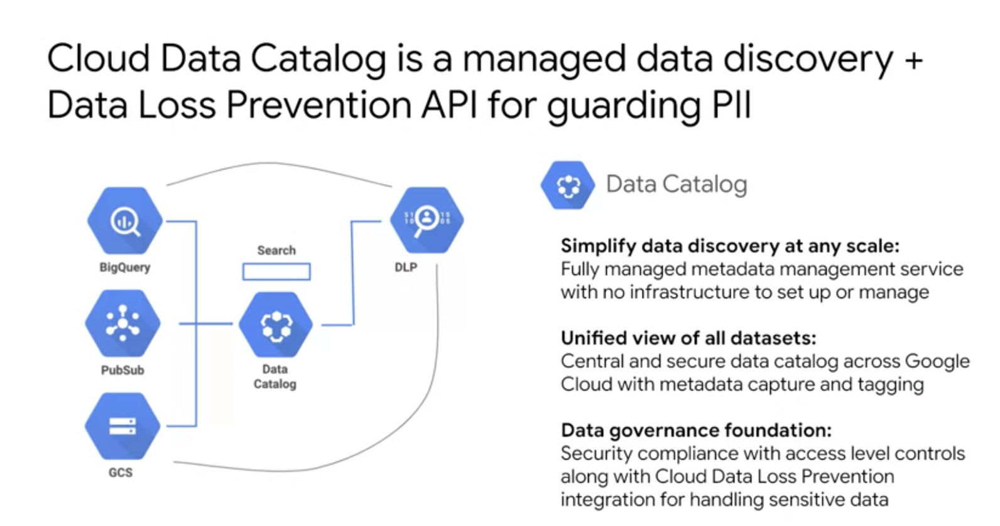 Cloud Data Catalog is a managed data discovery +
Data Loss Prevention API for guarding PII
BigQuery
PubSub
GCS
Search
Data
Catalog
51 15
10 05
DLP
Data Catalog
Simplify data discovery at any scale:
Fully managed metadata management service
with no infrastructure to set up or manage
Unified view of all datasets:
Central and secure data catalog across Google
Cloud with metadata capture and tagging
Data governance foundation:
Security compliance with access level controls
along with Cloud Data Loss Prevention
integration for handling sensitive data